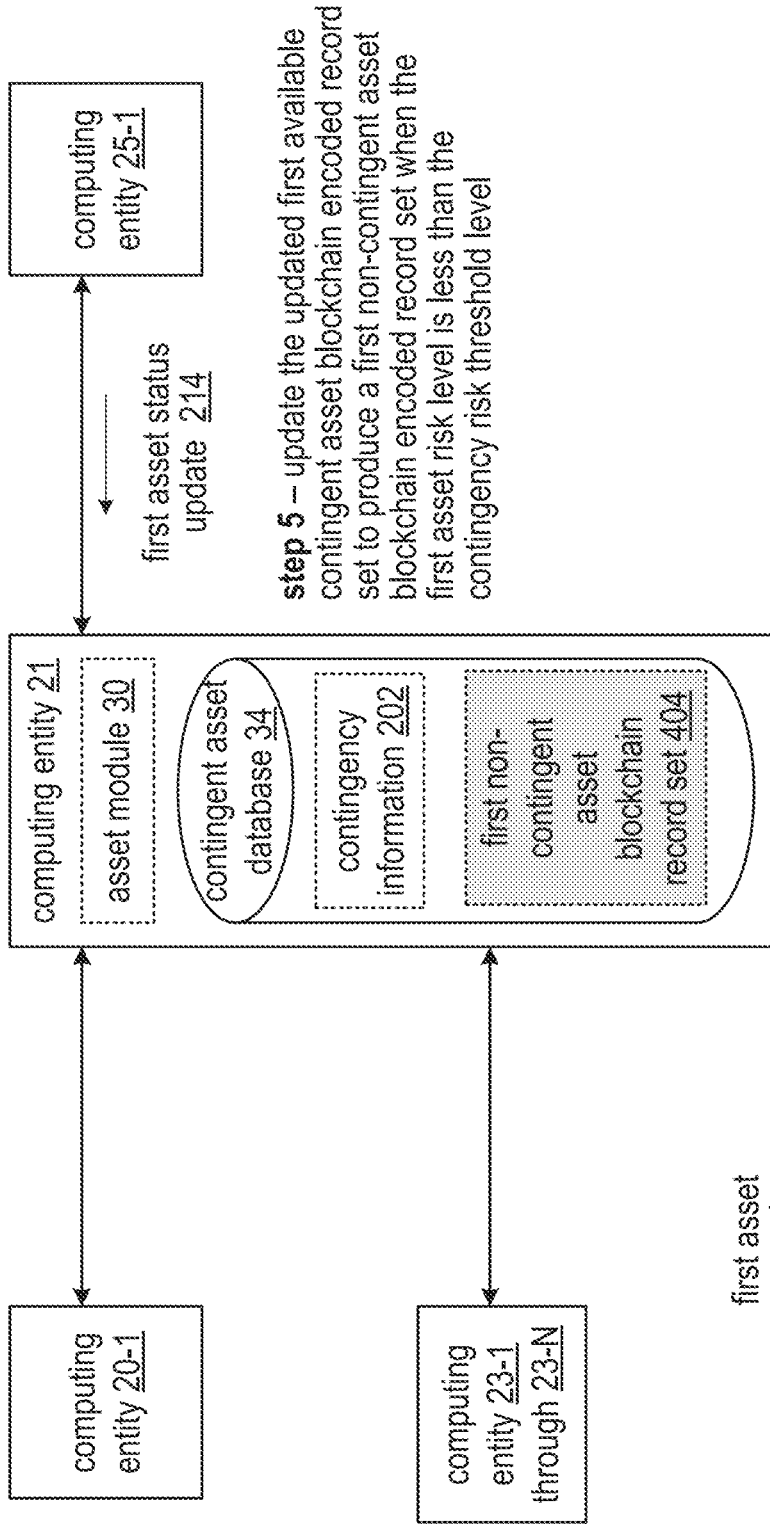 computing
entity 20-1
computing entity 21
asset module 30
contingent asset
database 34
contingency
information 202
first non-
contingent
asset
blockchain
record set 404
computing
entity 25-1
first asset status
update 214
step 5 – update the updated first available
contingent asset blockchain encoded record
set to produce a first non-contingent asset
blockchain encoded record set when the
first asset risk level is less than the
contingency risk threshold level
computing
entity 23-1
through 23-N
first asset